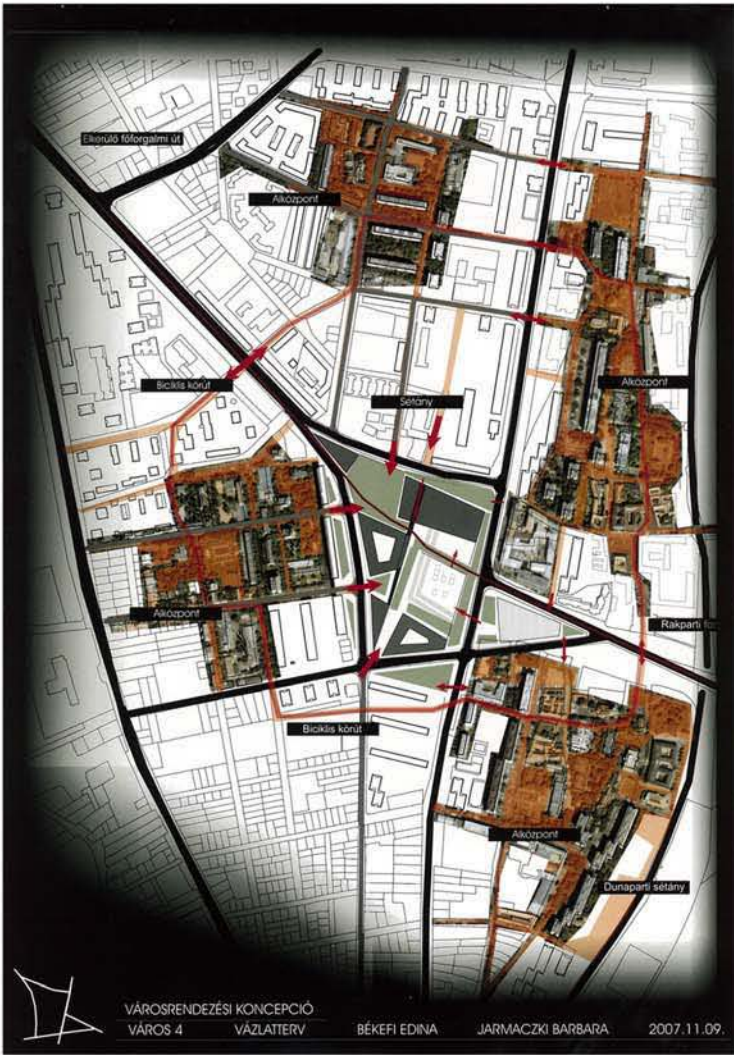 Elkerülő főforgalmi út
Alközpont
Biciklis körút
Sétány
Alközpont
Alközpont
Rakparti
Biciklis körút
Alközpont
Dunaparti sétány
VÁROSRENDEZÉSI KONCEPCIÓ
VÁROS 4 VÁZLATTERV BÉKEFI EDINA JARMACZKI BARBARA 2007.11.09.